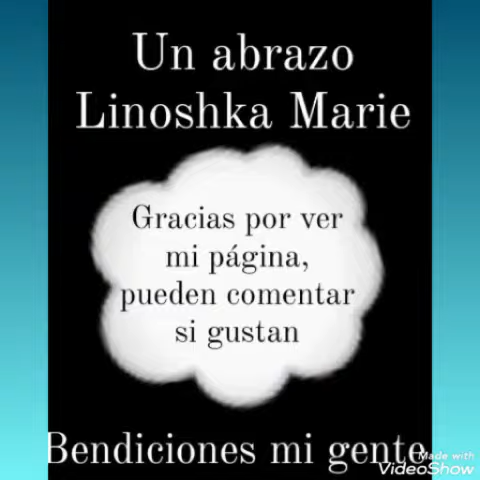 Un abrazo
Linoshka Marie
Gracias por ver
mi página,
pueden comentar
si gustan
Bendiciones mi gente
Made with
VideoShow